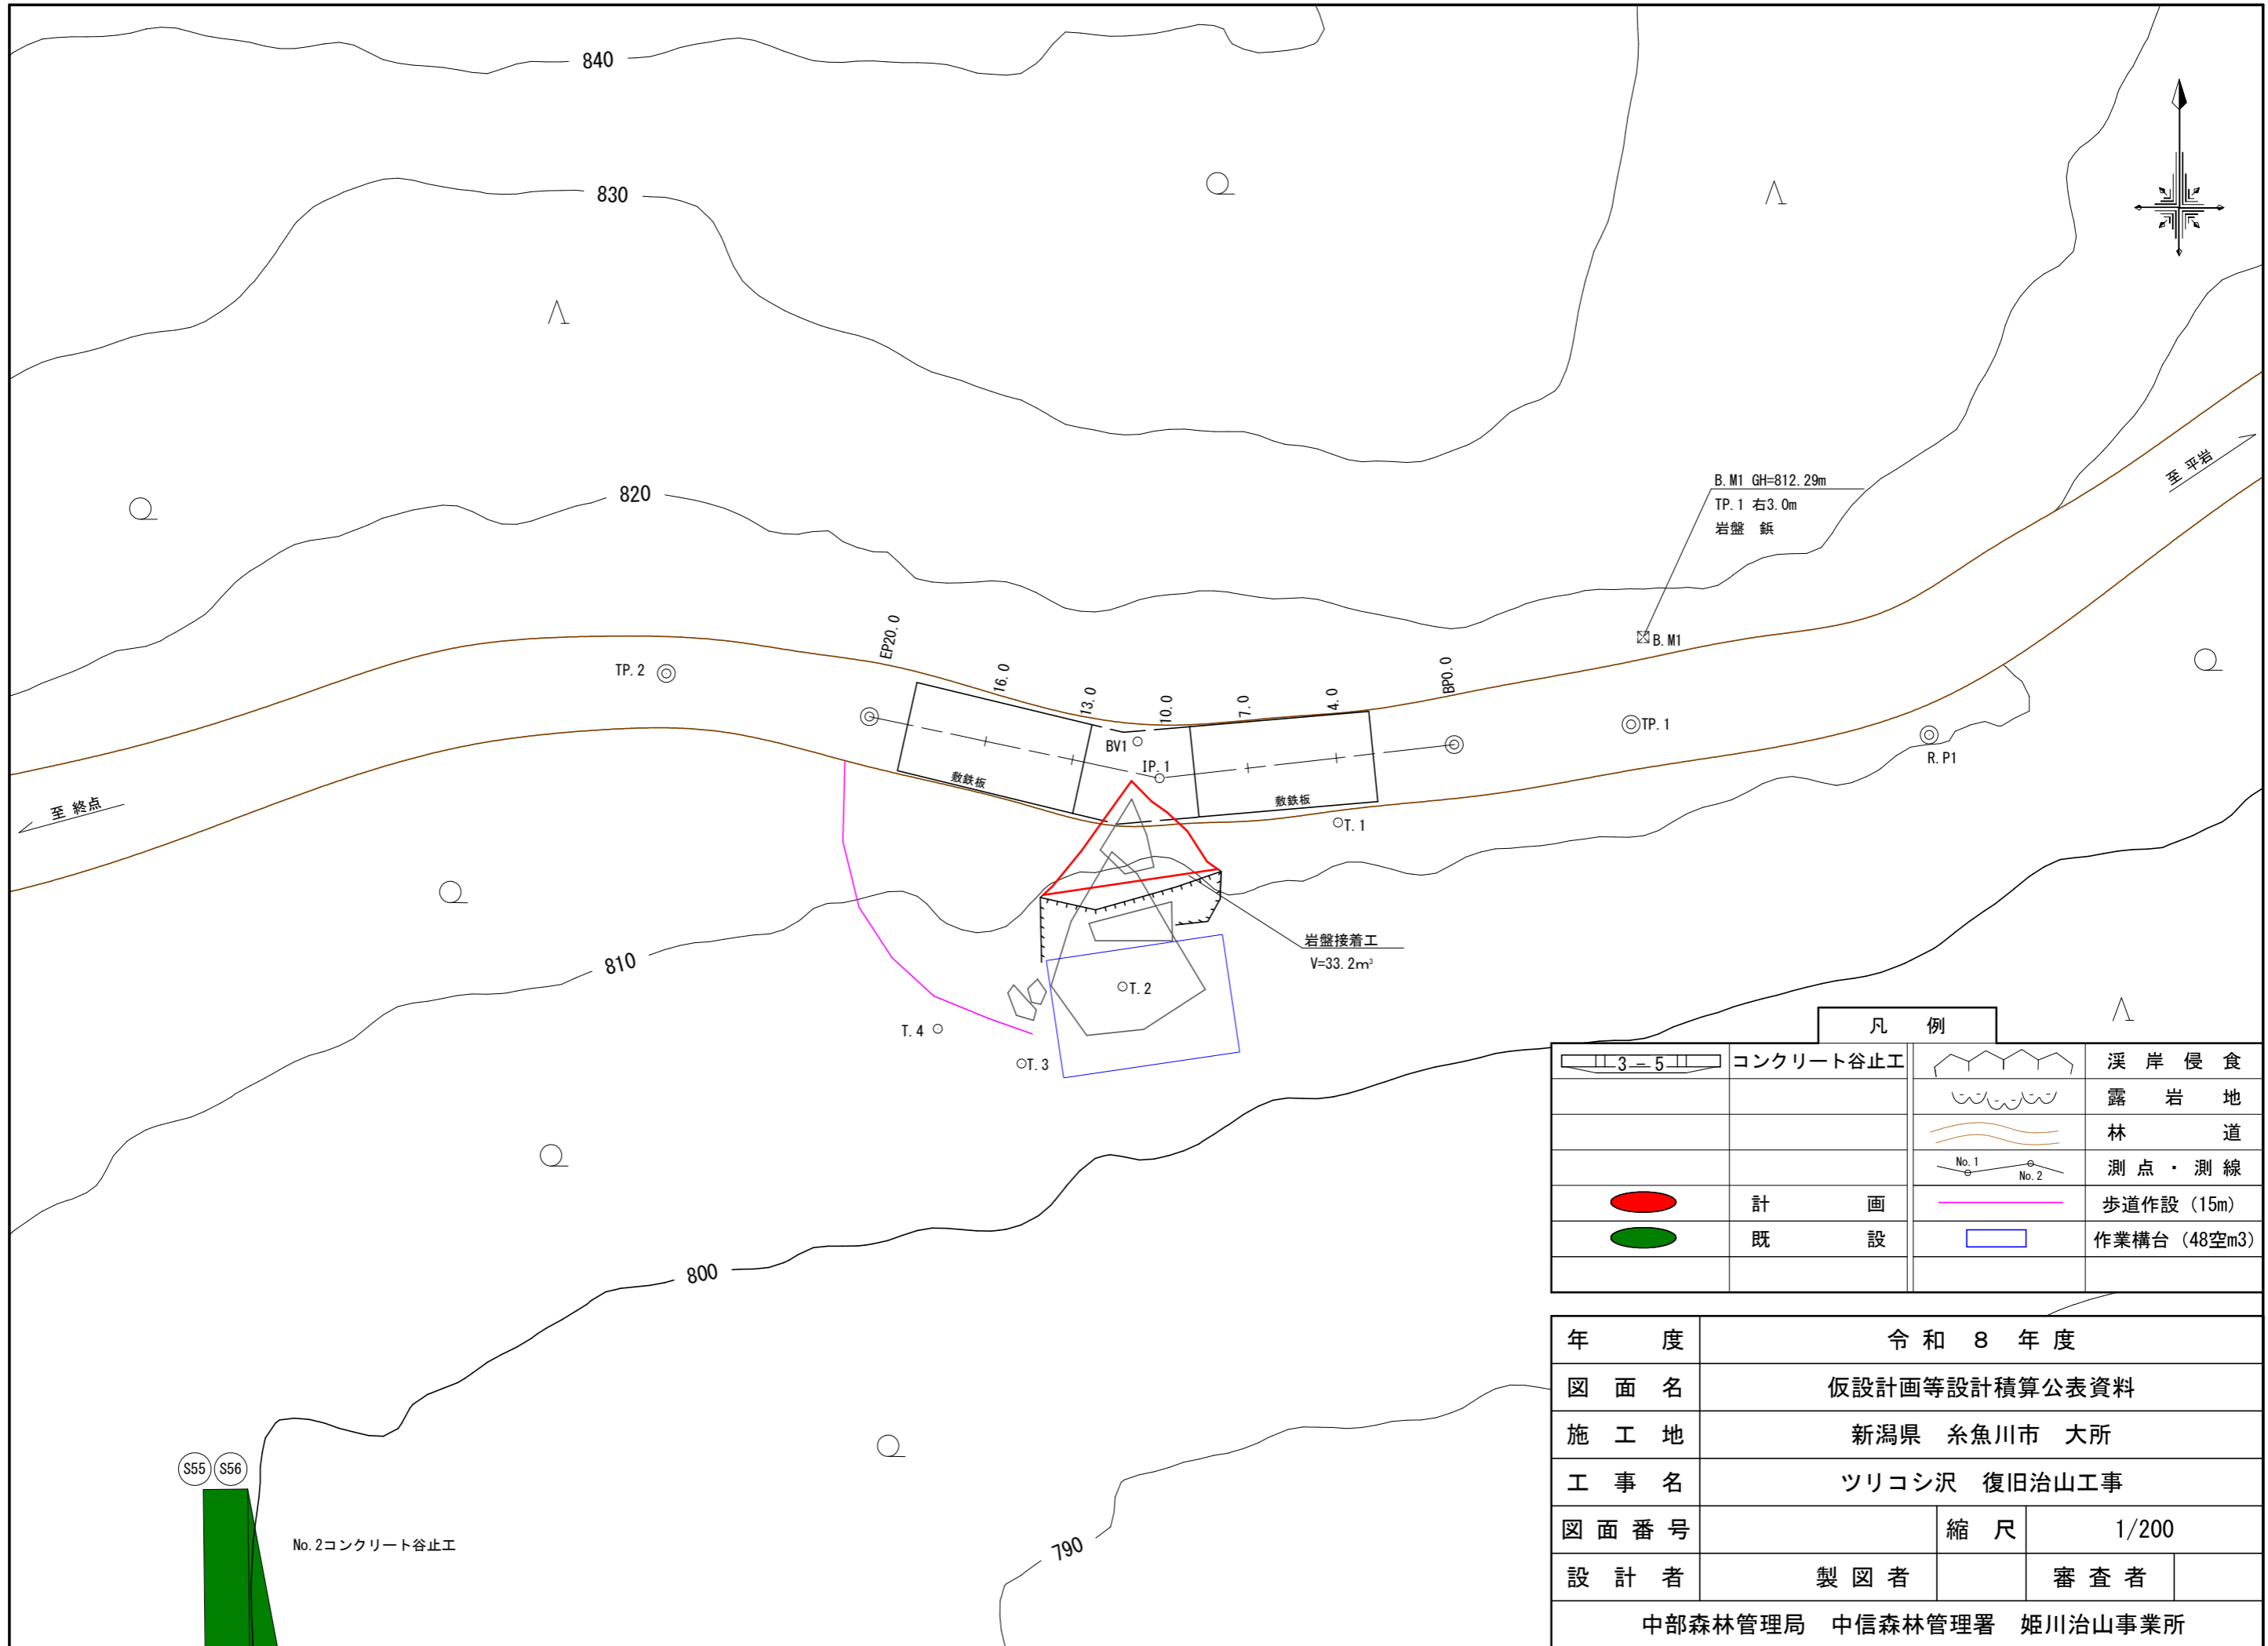 840
830
820
B.M1 GH=812.29m
TP.1 右3.0m
岩盤 鋲
至 平岩
B.M1
EP20.0
TP.2
16.0
13.0
10.0
7.0
4.0
BP0.0
TP.1
R.P1
BV1
IP.1
敷鉄板
敷鉄板
T.1
至 終点
岩盤接着工
V=33.2m³
810
T.2
T.4
T.3
800
790
S55 S56
No.2コンクリート谷止工
凡 例
3-5 コンクリート谷止工 渓岸侵食
露岩地
林道
No.1 No.2 測点・測線
計画 歩道作設(15m)
既設 作業構台(48空m3)
年度 令和 8 年度
図面名 仮設計画等設計積算公表資料
施工地 新潟県 糸魚川市 大所
工事名 ツリコシ沢 復旧治山工事
図面番号 縮尺 1/200
設計者 製図者 審査者
中部森林管理局 中信森林管理署 姫川治山事業所